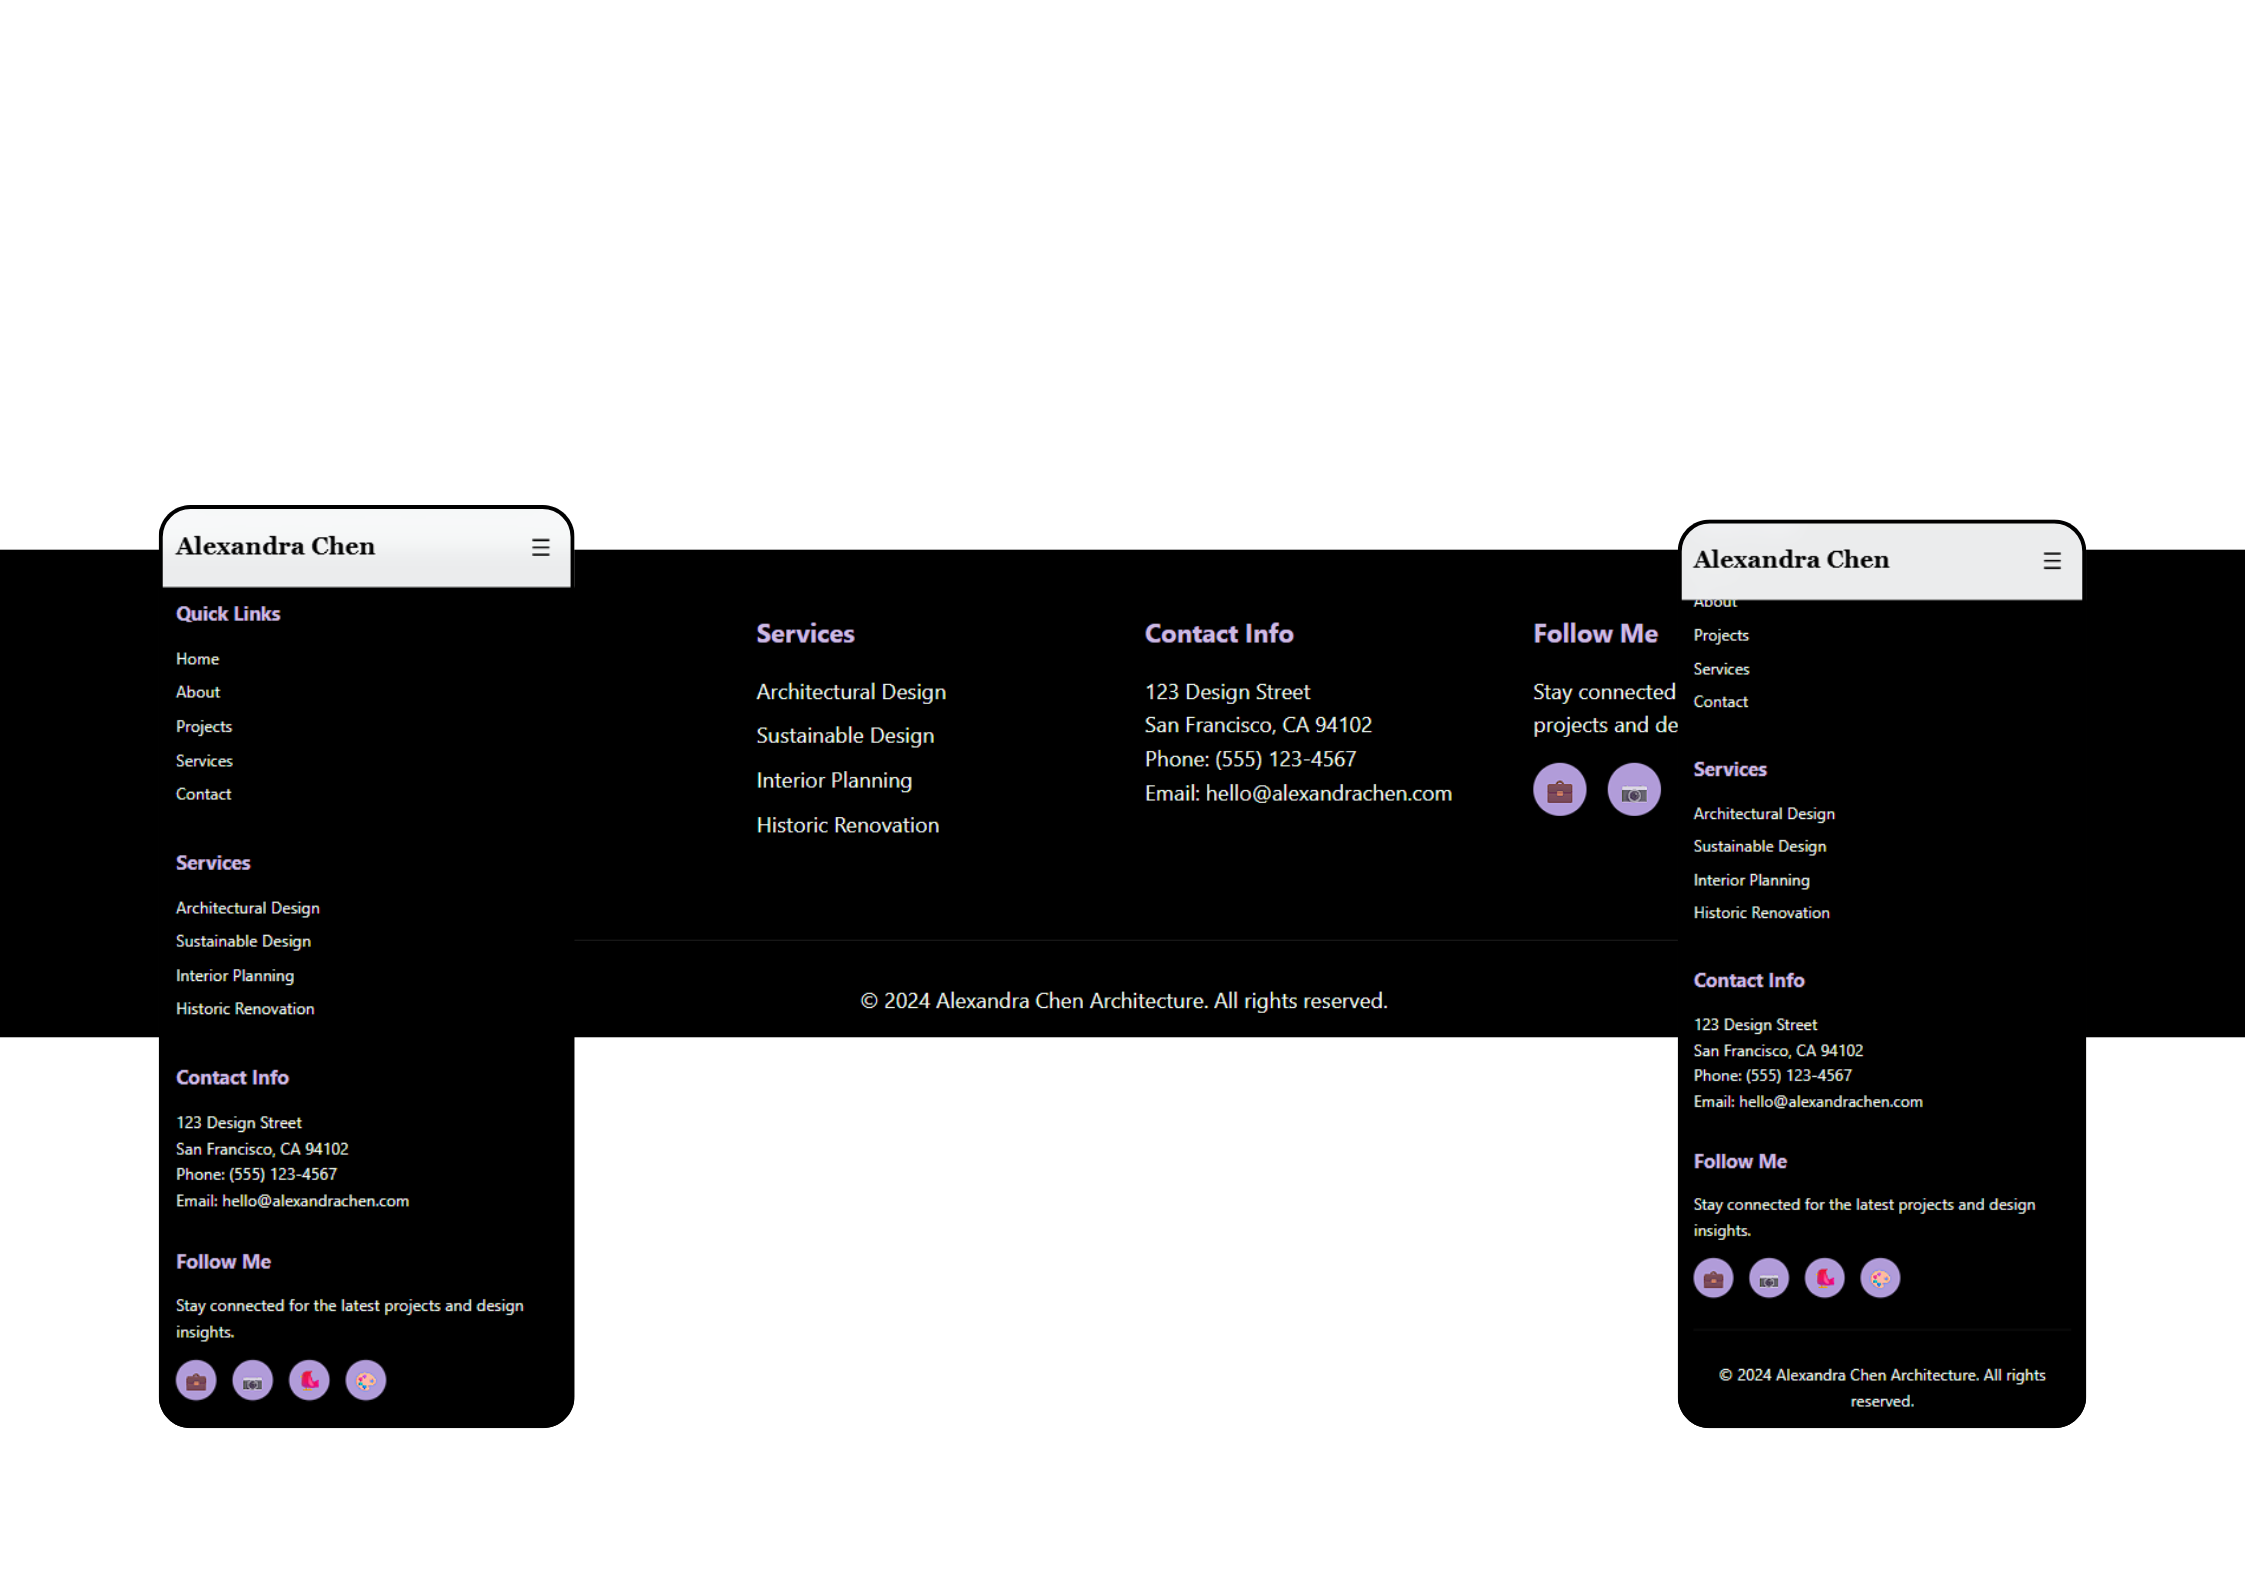 Alexandra Chen
☰
Quick Links
Home
About
Projects
Services
Contact
Services
Architectural Design
Sustainable Design
Interior Planning
Historic Renovation
Contact Info
123 Design Street
San Francisco, CA 94102
Phone: (555) 123-4567
Email: hello@alexandrachen.com
Follow Me
Stay connected for the latest projects and design
insights.
Services
Architectural Design
Sustainable Design
Interior Planning
Historic Renovation
Contact Info
123 Design Street
San Francisco, CA 94102
Phone: (555) 123-4567
Email: hello@alexandrachen.com
Follow Me
Stay connected
projects and de
© 2024 Alexandra Chen Architecture. All rights reserved.
Alexandra Chen
☰
About
Projects
Services
Contact
Services
Architectural Design
Sustainable Design
Interior Planning
Historic Renovation
Contact Info
123 Design Street
San Francisco, CA 94102
Phone: (555) 123-4567
Email: hello@alexandrachen.com
Follow Me
Stay connected for the latest projects and design
insights.
© 2024 Alexandra Chen Architecture. All rights
reserved.